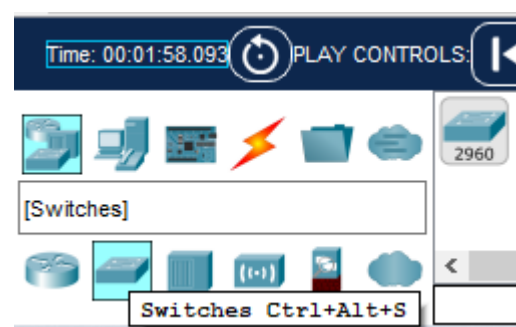 Time: 00:01:58.093 PLAY CONTROLS:
2960
[Switches]
Switches Ctrl+Alt+S